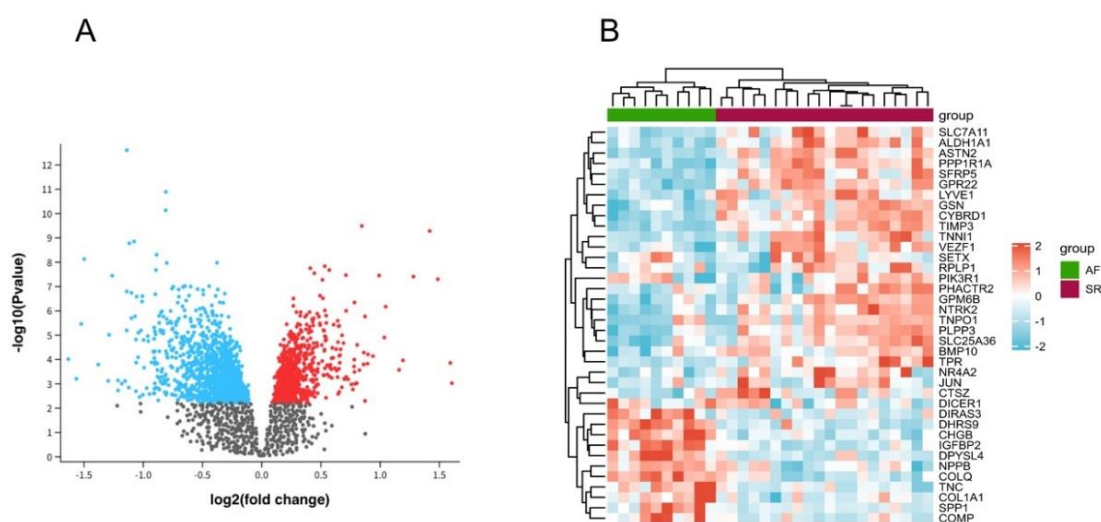 A
B
-log10(Pvalue)
12
11
10
9
8
7
6
5
4
3
2
1
0
-1.5
-1.0
-0.5
0.0
0.5
1.0
1.5
log2(fold change)
group
SLC7A11
ALDH1A1
ASTN2
PPP1R1A
SFRP5
GPR22
LYVE1
GSN
CYBRD1
TIMP3
TNNI1
VEZF1
SETX
RPLP1
PIK3R1
PHACTR2
GPM6B
NTRK2
TNPO1
PLPP3
SLC25A36
BMP10
TPR
NR4A2
JUN
CTSZ
DICER1
DIRAS3
DHRS9
CHGB
IGFBP2
DPYSL4
NPPB
COLQ
TNC
COL1A1
SPP1
COMP
2
1
0
-1
-2
group
AF
SR